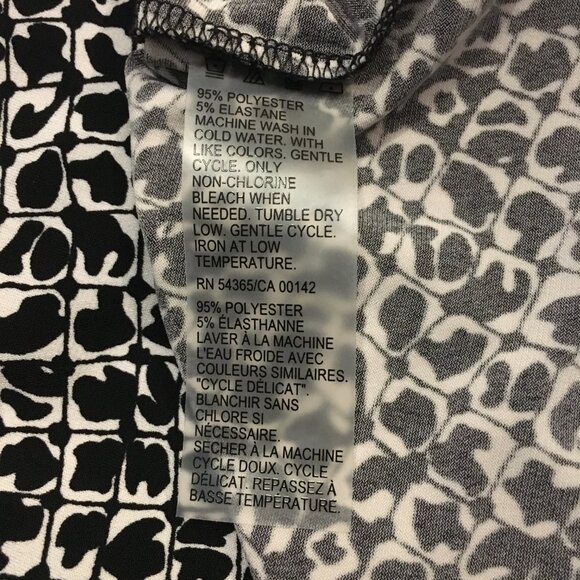 95% POLYESTER
5% ELASTANE
MACHINE WASH IN
COLD WATER. WITH
LIKE COLORS. GENTLE
CYCLE. ONLY
NON-CHLORINE
BLEACH WHEN
NEEDED. TUMBLE DRY
LOW. GENTLE CYCLE.
IRON AT LOW
TEMPERATURE.
RN 54365/CA 00142
95% POLYESTER
5% ÉLASTHANNE
LAVER À LA MACHINE
L'EAU FROIDE AVEC
COULEURS SIMILAIRES.
"CYCLE DÉLICAT".
BLANCHIR SANS
CHLORE SI
NÉCESSAIRE.
SECHER À LA MACHINE
CYCLE DOUX. CYCLE
DÉLICAT. REPASSEZ À
BASSE TEMPÉRATURE.